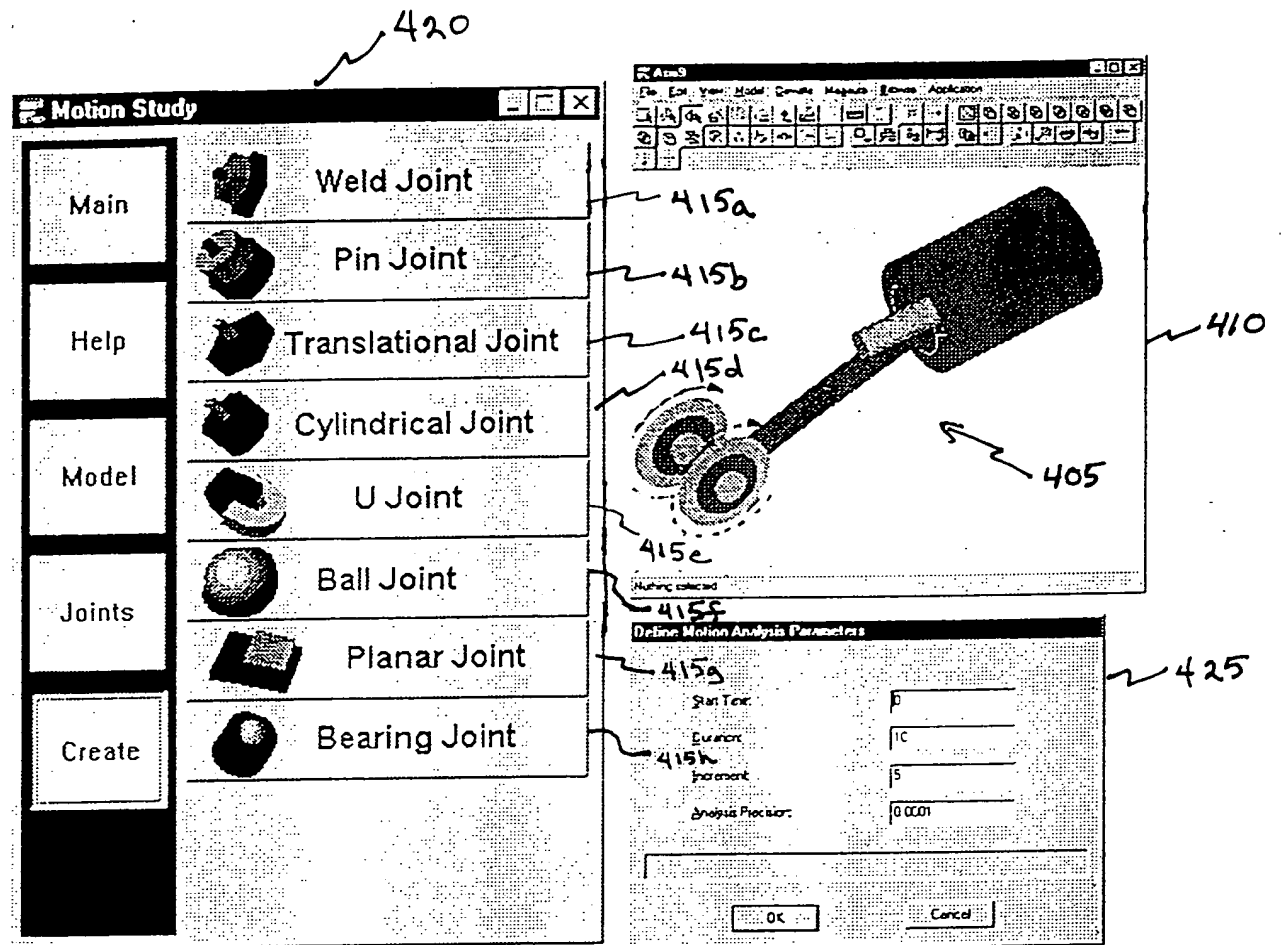 420
Motion Study
Main
Help
Model
Joints
Create
Weld Joint
Pin Joint
Translational Joint
Cylindrical Joint
U Joint
Ball Joint
Planar Joint
Bearing Joint
415a
415b
415c
415d
415e
415f
415g
415h
File Edit View Model Application
410
405
Nothing selected
Define Motion Analysis Parameters
425
Start Time:
0
Duration:
10
Increment:
5
Analysis Precision:
0.0001
OK
Cancel